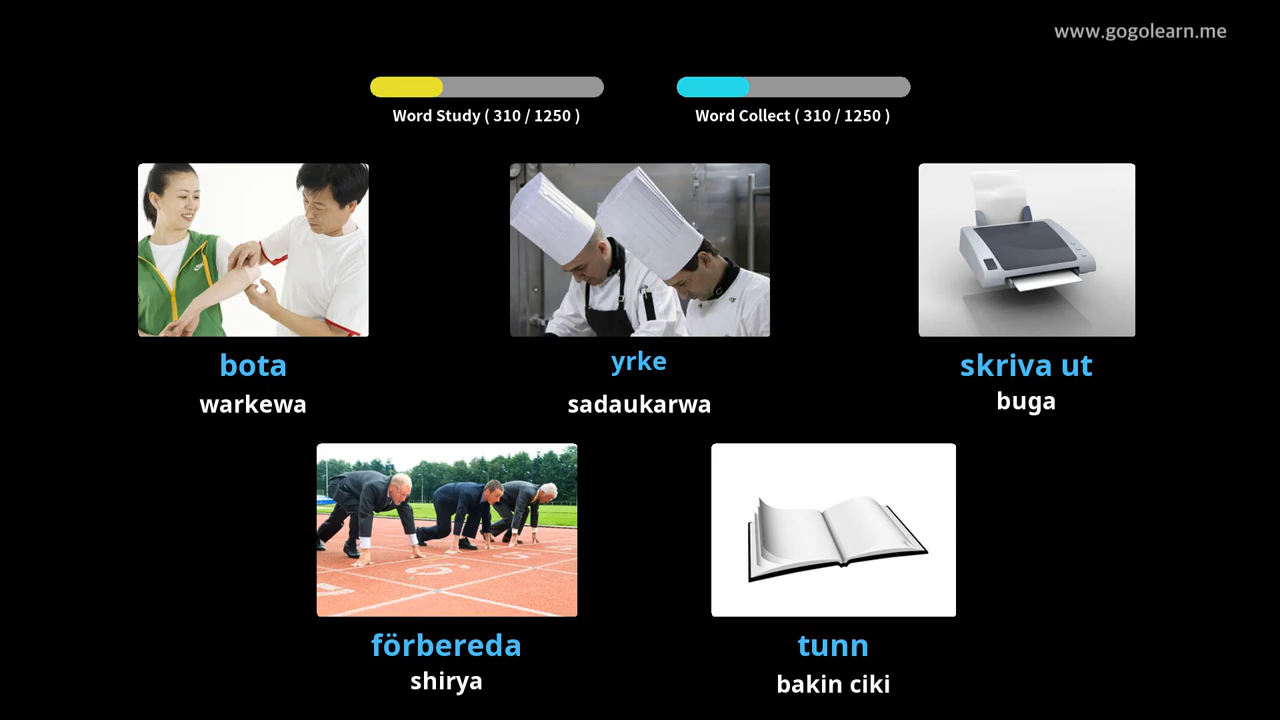 www.gogolearn.me
Word Study ( 310 / 1250 )
Word Collect ( 310 / 1250 )
bota
warkewa
yrke
sadaukarwa
skriva ut
buga
förbereda
shirya
tunn
bakin ciki